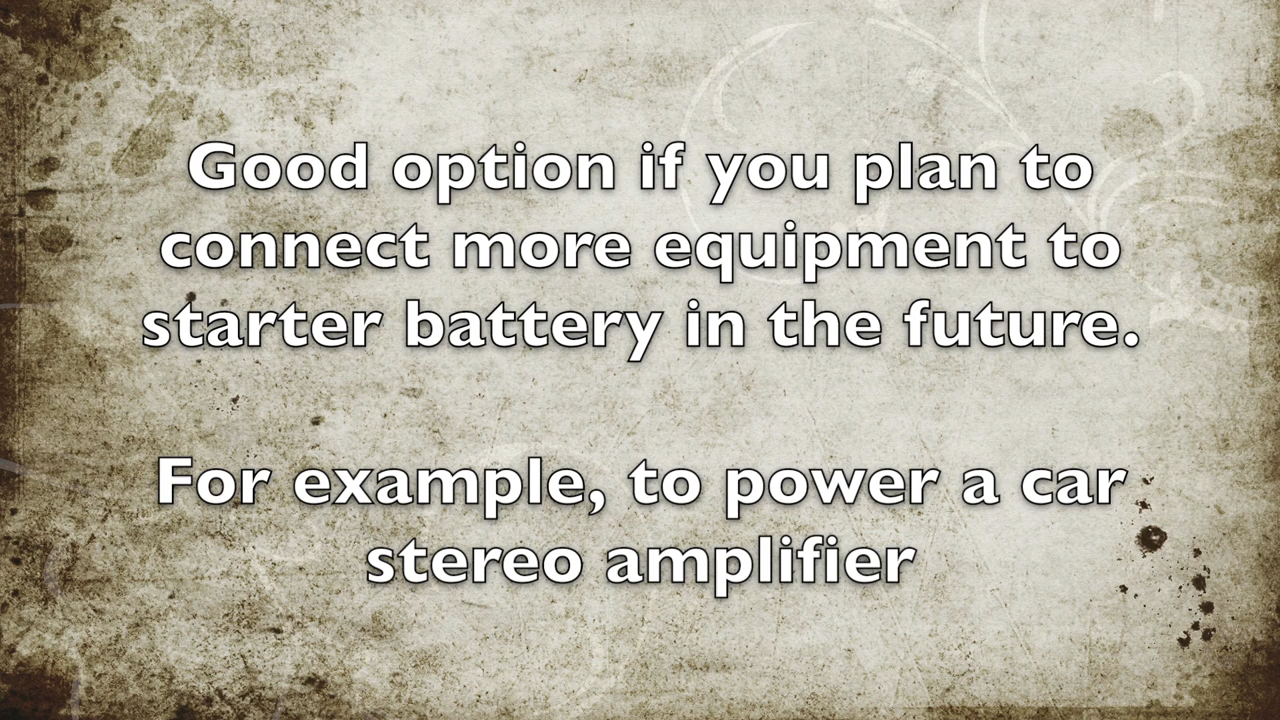 Good option if you plan to
connect more equipment to
starter battery in the future.
For example, to power a car
stereo amplifier